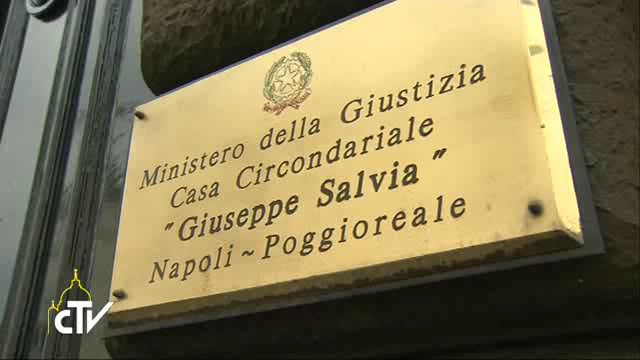 Ministero della Giustizia
Casa Circondariale
"Giuseppe Salvia"
Napoli ~ Poggioreale
cTV